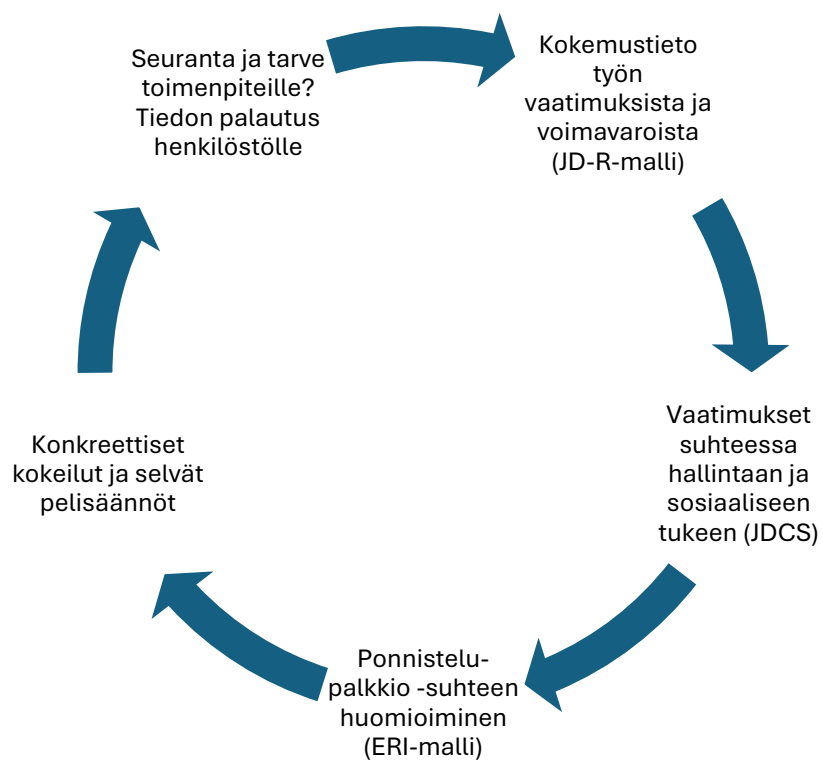 Seuranta ja tarve
toimenpiteille?
Tiedon palautus
henkilöstölle
Kokemustieto
työn
vaatimuksista ja
voimavaroista
(JD-R-malli)
Vaatimukset
suhteessa
hallintaan ja
sosiaaliseen
tukeen (JDCS)
Ponnistelu-
palkkio -suhteen
huomioiminen
(ERI-malli)
Konkreettiset
kokeilut ja selvät
pelisäännöt